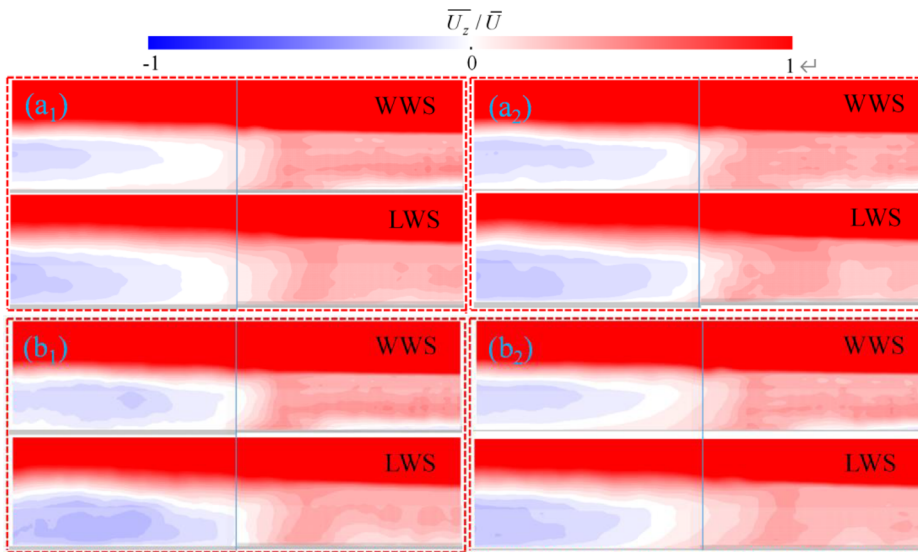 U̅z̅ / U̅
-1 0 1 ↵
(a₁) WWS
(a₂) WWS
LWS
LWS
(b₁) WWS
(b₂) WWS
LWS
LWS